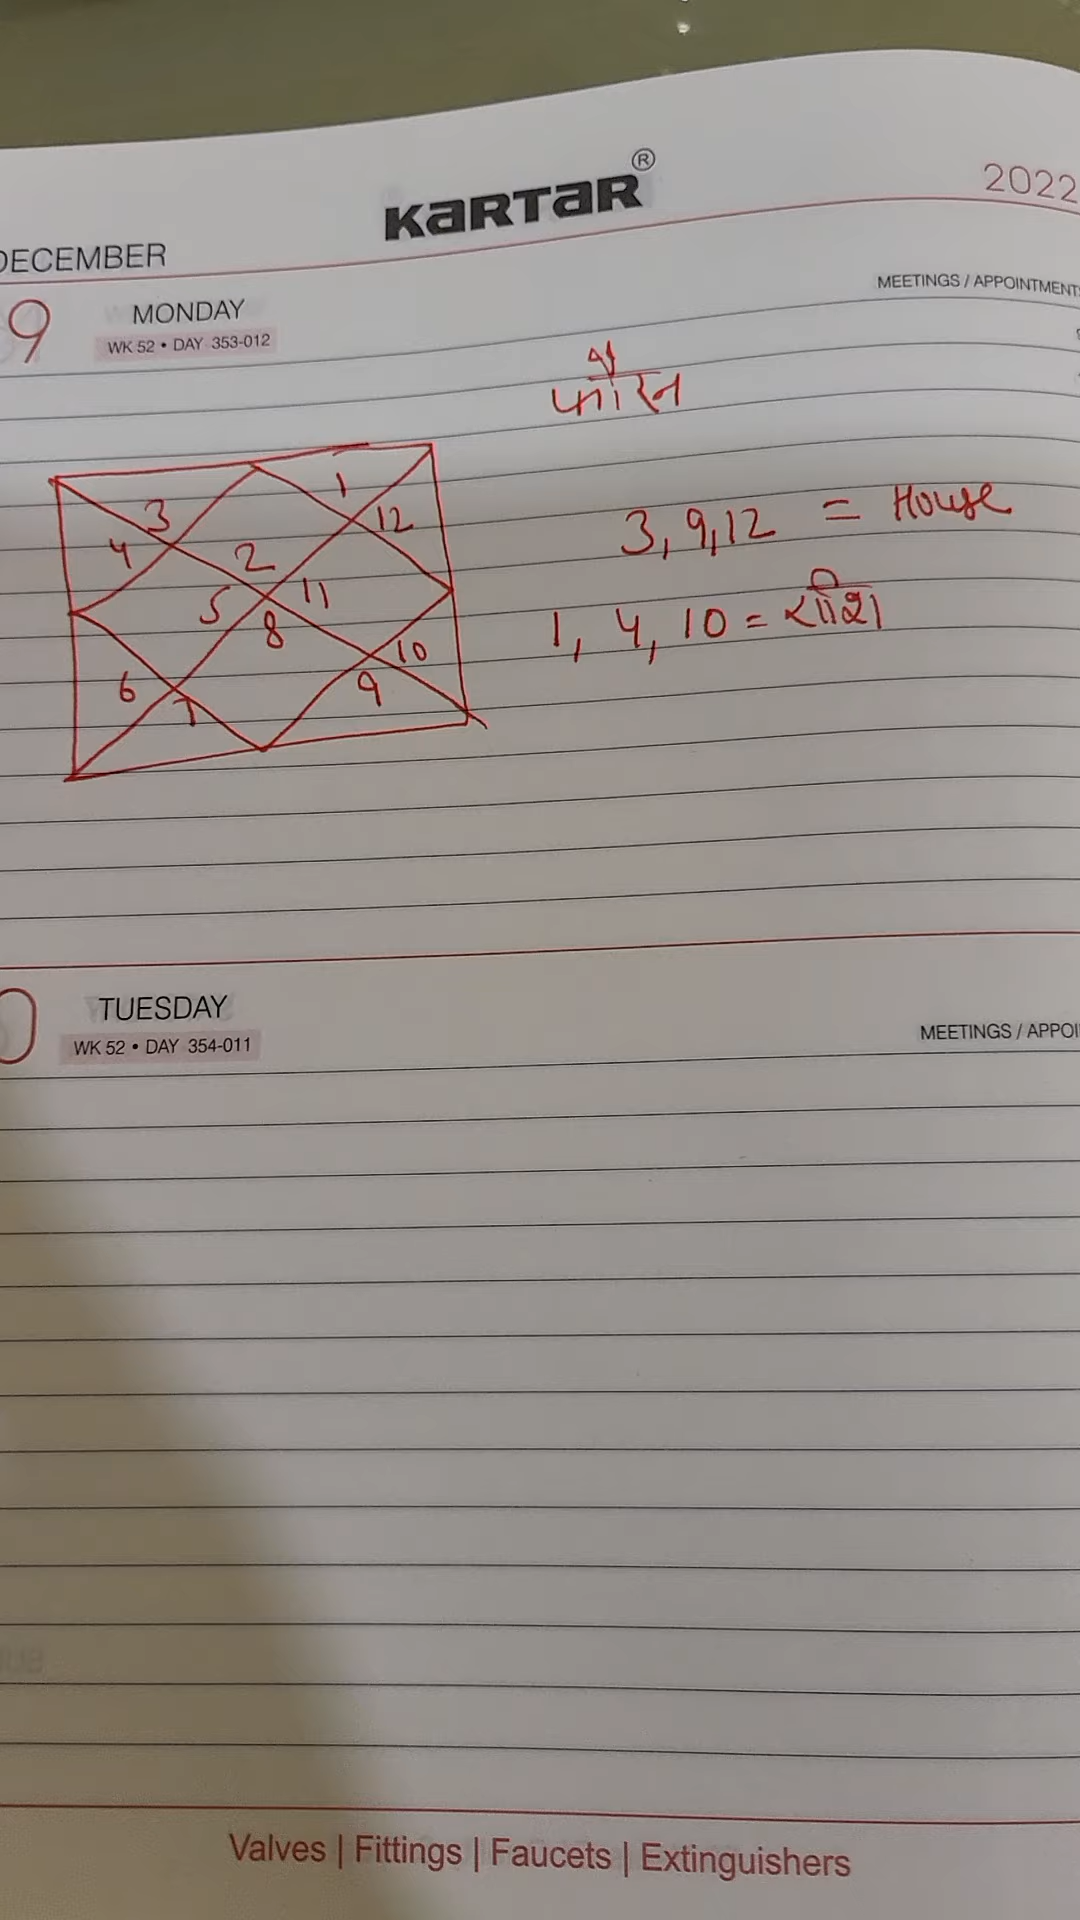 KARTAR®
2022
DECEMBER
9 MONDAY
WK 52 • DAY 353-012
MEETINGS / APPOINTMENTS
3, 9, 12 = House
1, 4, 10 = राशि
3
1
12
4
2
5
11
8
10
6
9
7
0 TUESDAY
WK 52 • DAY 354-011
MEETINGS / APPOI
Valves | Fittings | Faucets | Extinguishers